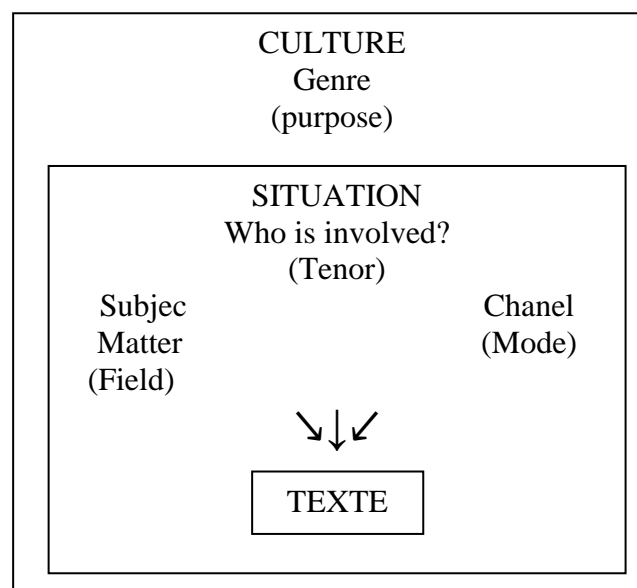 CULTURE
Genre
(purpose)
SITUATION
Who is involved?
(Tenor)
Subjec
Matter
(Field)
Chanel
(Mode)
TEXTE